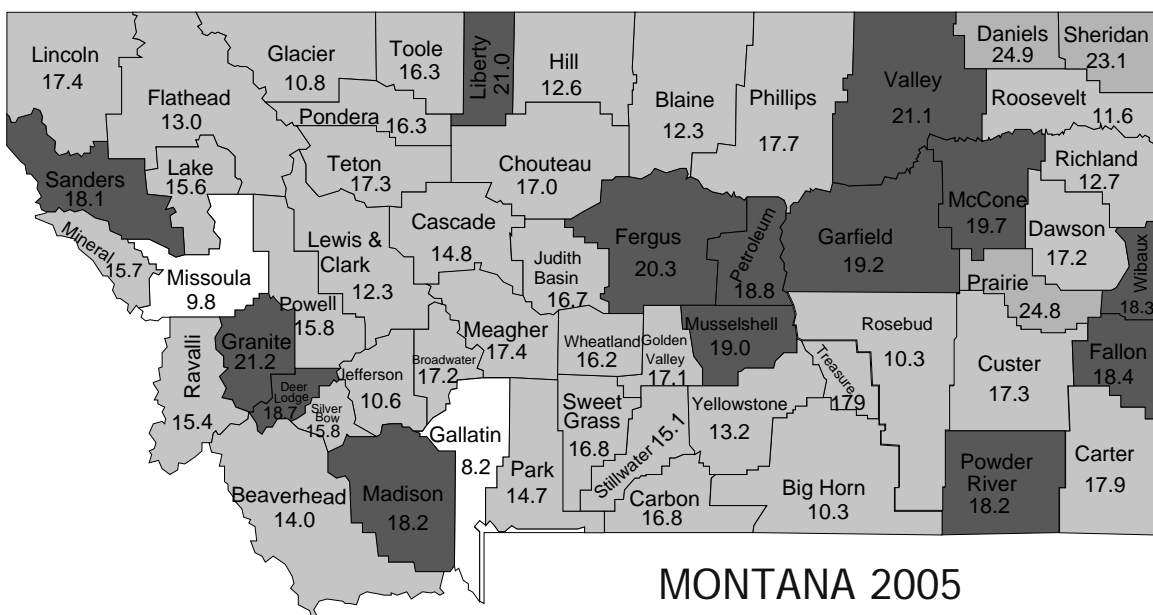 Lincoln
17.4
Flathead
13.0
Glacier
10.8
Toole
16.3
Liberty
21.0
Hill
12.6
Blaine
12.3
Phillips
17.7
Valley
21.1
Daniels
24.9
Sheridan
23.1
Roosevelt
11.6
Pondera
16.3
Teton
17.3
Chouteau
17.0
Sanders
18.1
Lake
15.6
Mineral
15.7
Missoula
9.8
Powell
15.8
Lewis &
Clark
12.3
Cascade
14.8
Judith
Basin
16.7
Fergus
20.3
Petroleum
18.8
Garfield
19.2
McCone
19.7
Richland
12.7
Dawson
17.2
Wibaux
18.3
Prairie
24.8
Ravalli
15.4
Granite
21.2
Deer
Lodge
18.7
Silver
Bow
15.8
Jefferson
10.6
Broadwater
17.2
Meagher
17.4
Wheatland
16.2
Golden
Valley
17.1
Musselshell
19.0
Treasure
179
Rosebud
10.3
Custer
17.3
Fallon
18.4
Beaverhead
14.0
Madison
18.2
Gallatin
8.2
Park
14.7
Sweet
Grass
16.8
Stillwater 15.1
Yellowstone
13.2
Carbon
16.8
Big Horn
10.3
Powder
River
18.2
Carter
17.9
MONTANA 2005